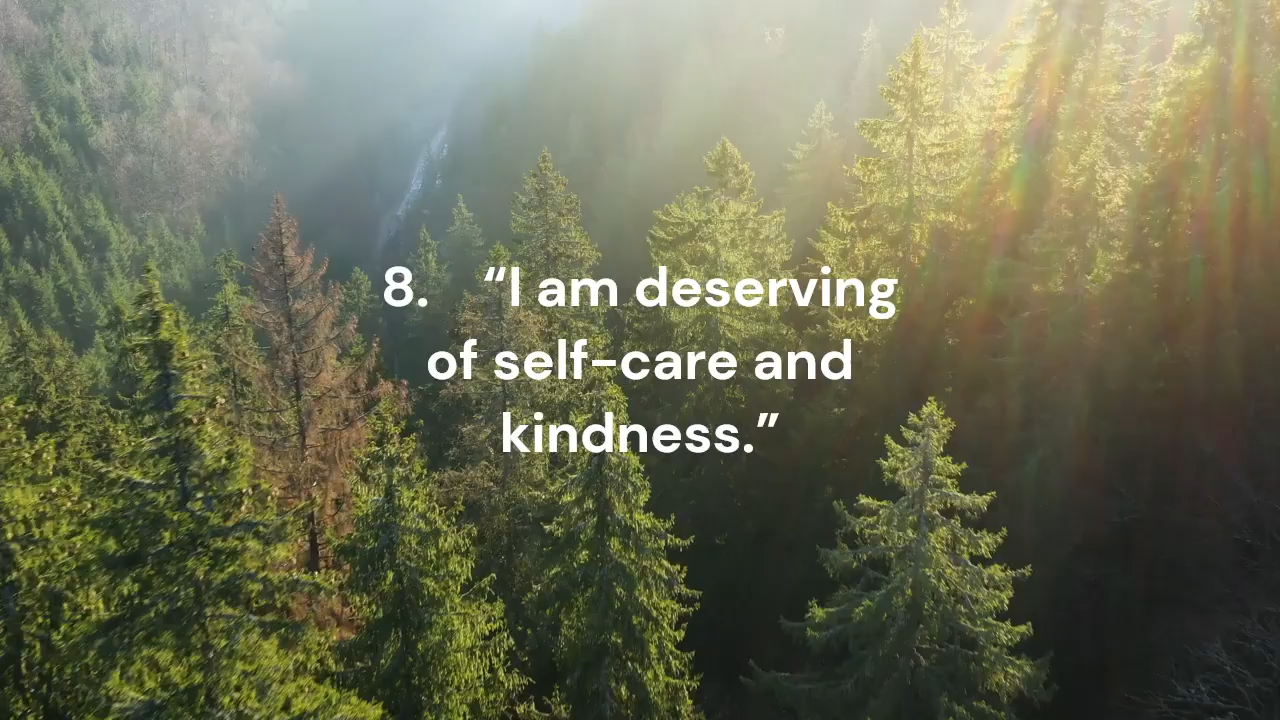 8. “I am deserving
of self-care and
kindness.”